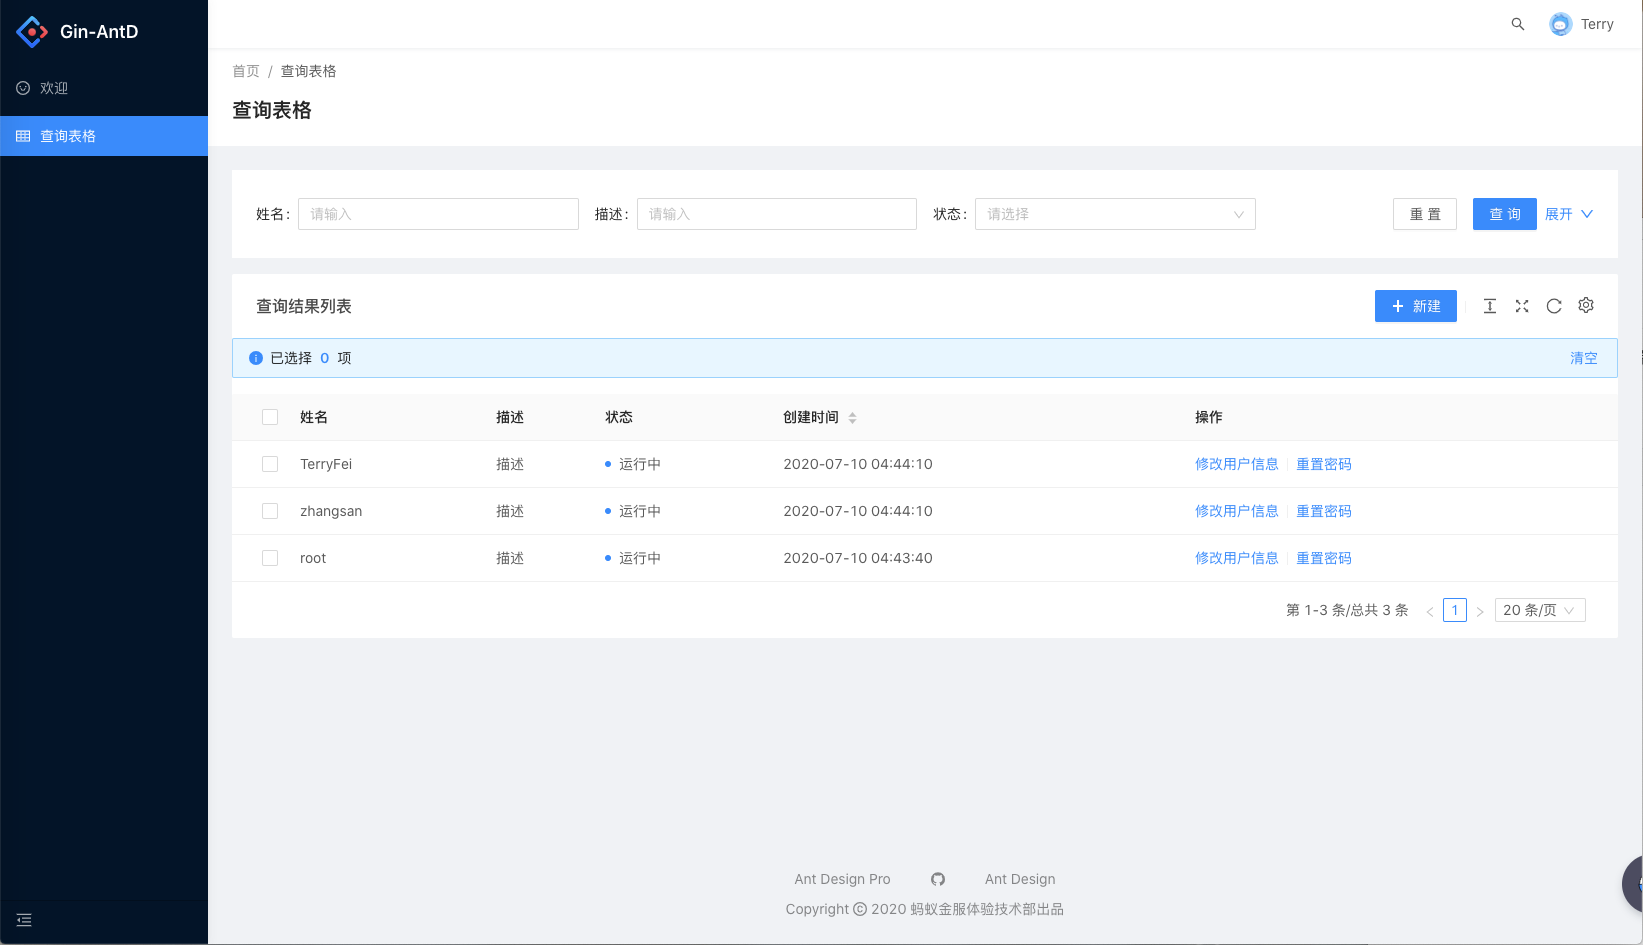 Gin-AntD
Terry
欢迎
查询表格
首页 / 查询表格
查询表格
姓名: 请输入 描述: 请输入 状态: 请选择 重 置 查 询 展开
查询结果列表 + 新建
已选择 0 项 清空
姓名 描述 状态 创建时间 操作
TerryFei 描述 运行中 2020-07-10 04:44:10 修改用户信息 重置密码
zhangsan 描述 运行中 2020-07-10 04:44:10 修改用户信息 重置密码
root 描述 运行中 2020-07-10 04:43:40 修改用户信息 重置密码
第 1-3 条/总共 3 条 < 1 > 20 条/页
Ant Design Pro Ant Design
Copyright © 2020 蚂蚁金服体验技术部出品